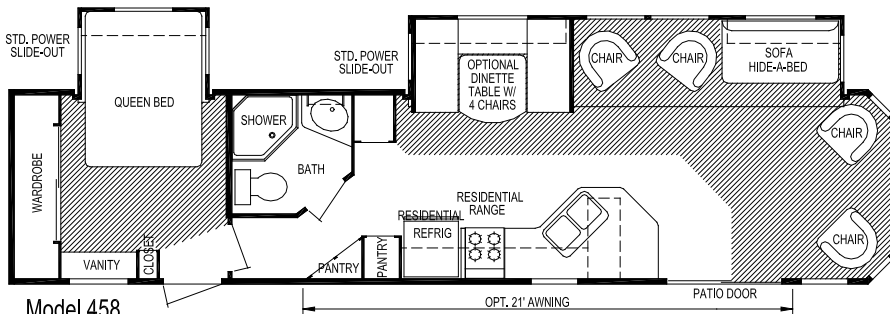 STD. POWER
SLIDE-OUT
QUEEN BED
STD. POWER
SLIDE-OUT
OPTIONAL
DINETTE
TABLE W/
4 CHAIRS
CHAIR
CHAIR
SOFA
HIDE-A-BED
SHOWER
CHAIR
WARDROBE
BATH
RESIDENTIAL
RANGE
RESIDENTIAL
REFRIG
CHAIR
VANITY
CLOSET
PANTRY
PANTRY
PATIO DOOR
OPT. 21' AWNING
Model 458